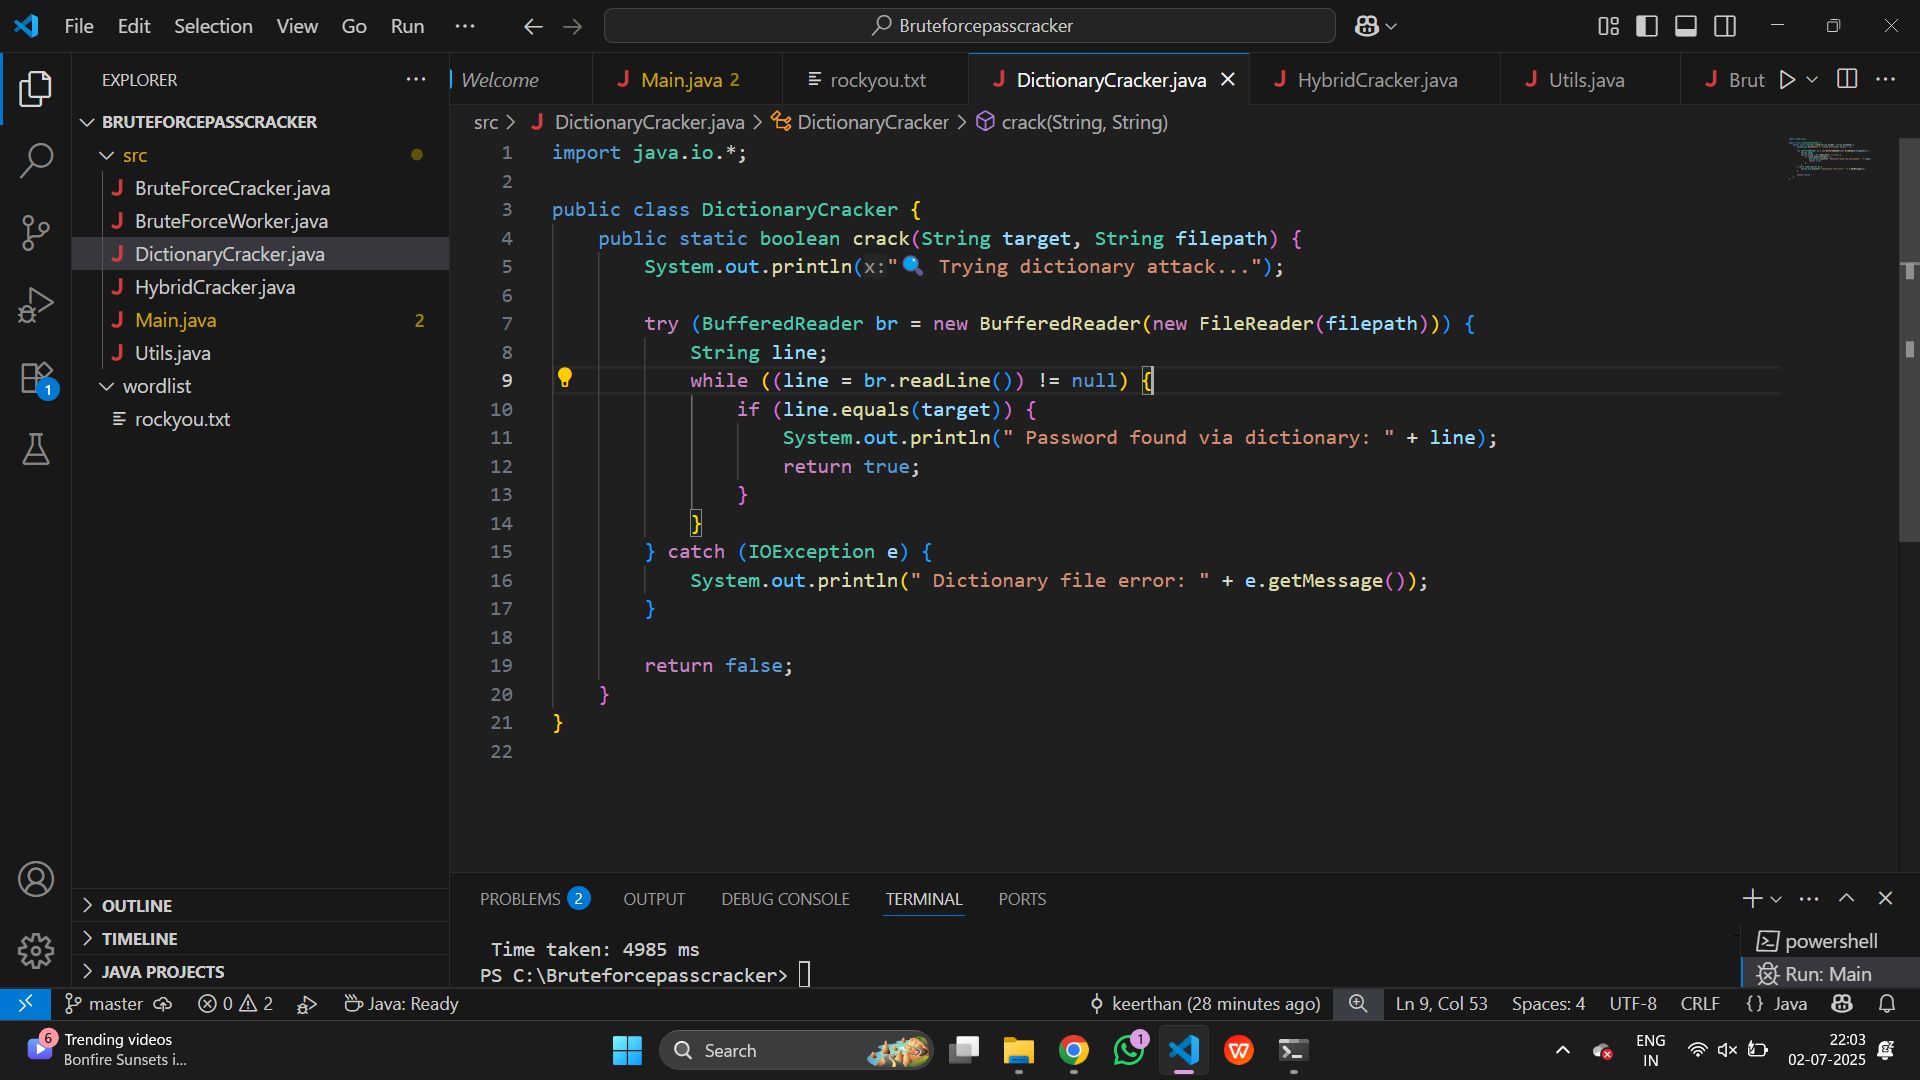 File Edit Selection View Go Run ... Bruteforcepasscracker
EXPLORER ...
BRUTEFORCEPASSCRACKER
src
BruteForceCracker.java
BruteForceWorker.java
DictionaryCracker.java
HybridCracker.java
Main.java 2
Utils.java
wordlist
rockyou.txt
OUTLINE
TIMELINE
JAVA PROJECTS
1
Welcome Main.java 2 rockyou.txt DictionaryCracker.java HybridCracker.java Utils.java Brut
src > DictionaryCracker.java > DictionaryCracker > crack(String, String)
1 import java.io.*;
2
3 public class DictionaryCracker {
4 public static boolean crack(String target, String filepath) {
5 System.out.println(x:"🔍 Trying dictionary attack...");
6
7 try (BufferedReader br = new BufferedReader(new FileReader(filepath))) {
8 String line;
9 while ((line = br.readLine()) != null) {
10 if (line.equals(target)) {
11 System.out.println(" Password found via dictionary: " + line);
12 return true;
13 }
14 }
15 } catch (IOException e) {
16 System.out.println(" Dictionary file error: " + e.getMessage());
17 }
18
19 return false;
20 }
21 }
22
PROBLEMS 2 OUTPUT DEBUG CONSOLE TERMINAL PORTS
Time taken: 4985 ms
PS C:\Bruteforcepasscracker>
powershell
Run: Main
master 0 2 Java: Ready keerthan (28 minutes ago) Ln 9, Col 53 Spaces: 4 UTF-8 CRLF {} Java
6 Trending videos
Bonfire Sunsets i...
Search
1
ENG
IN
22:03
02-07-2025